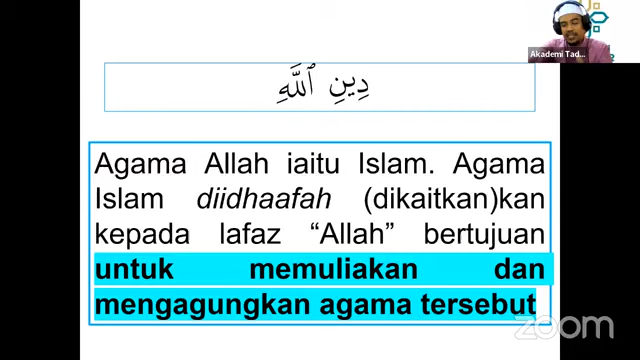 Akademi Tad...
دِينِ ٱللَّهِ
Agama Allah iaitu Islam. Agama
Islam diidhaafah (dikaitkan)kan
kepada lafaz “Allah” bertujuan
untuk memuliakan dan
mengagungkan agama tersebut
zoom